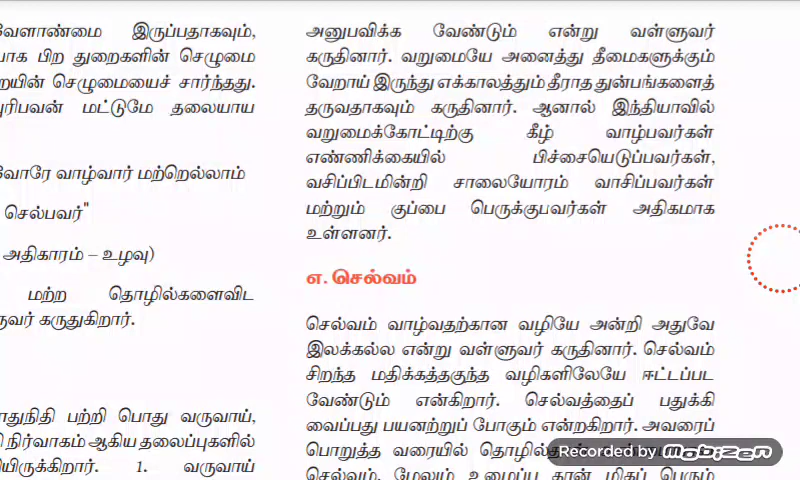 வேளாண்மை இருப்பதாகவும்,
பிற துறைகளின் செழுமை
செழுமையைச் சார்ந்தது.
மட்டுமே தலையாய
வாழ்வார் மற்றெல்லாம்
செல்பவர்"
அதிகாரம் – உழவு)
மற்ற தொழில்களைவிட
கருதுகிறார்.
பற்றி பொது வருவாய்,
நிர்வாகம் ஆகிய தலைப்புகளில்
1. வருவாய்
அனுபவிக்க வேண்டும் என்று வள்ளுவர்
கருதினார். வறுமையே அனைத்து தீமைகளுக்கும்
வேறாய் இருந்து எக்காலத்தும் தீராத துன்பங்களைத்
தருவதாகவும் கருதினார். ஆனால் இந்தியாவில்
வறுமைக்கோட்டிற்கு கீழ் வாழ்பவர்கள்
எண்ணிக்கையில் பிச்சையெடுப்பவர்கள்,
வசிப்பிடமின்றி சாலையோரம் வாசிப்பவர்கள்
மற்றும் குப்பை பெருக்குபவர்கள் அதிகமாக
உள்ளனர்.
எ. செல்வம்
செல்வம் வாழ்வதற்கான வழியே அன்றி அதுவே
இலக்கல்ல என்று வள்ளுவர் கருதினார். செல்வம்
சிறந்த மதிக்கத்தகுந்த வழிகளிலேயே ஈட்டப்பட
வேண்டும் என்கிறார். செல்வத்தைப் பதுக்கி
வைப்பது பயனற்றுப் போகும் என்றகிறார். அவரைப்
பொறுத்த வரையில்
செல்வம். மேலும் உழைப்பு தான் மிகப் பெரும்
Recorded by mobizen